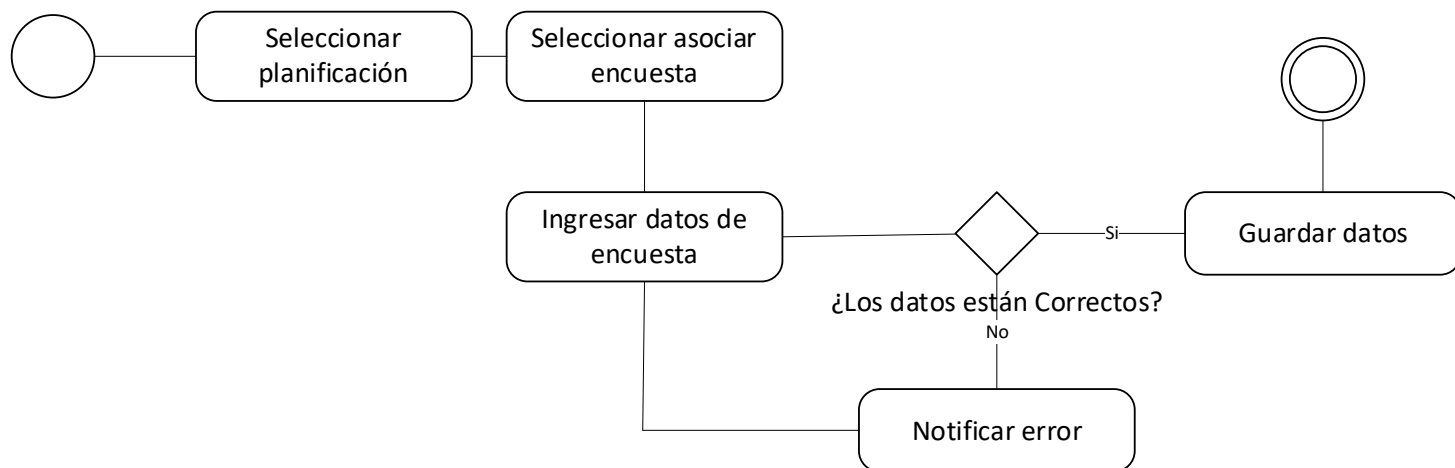 Seleccionar
planificación
Seleccionar asociar
encuesta
Ingresar datos de
encuesta
Si
Guardar datos
¿Los datos están Correctos?
No
Notificar error